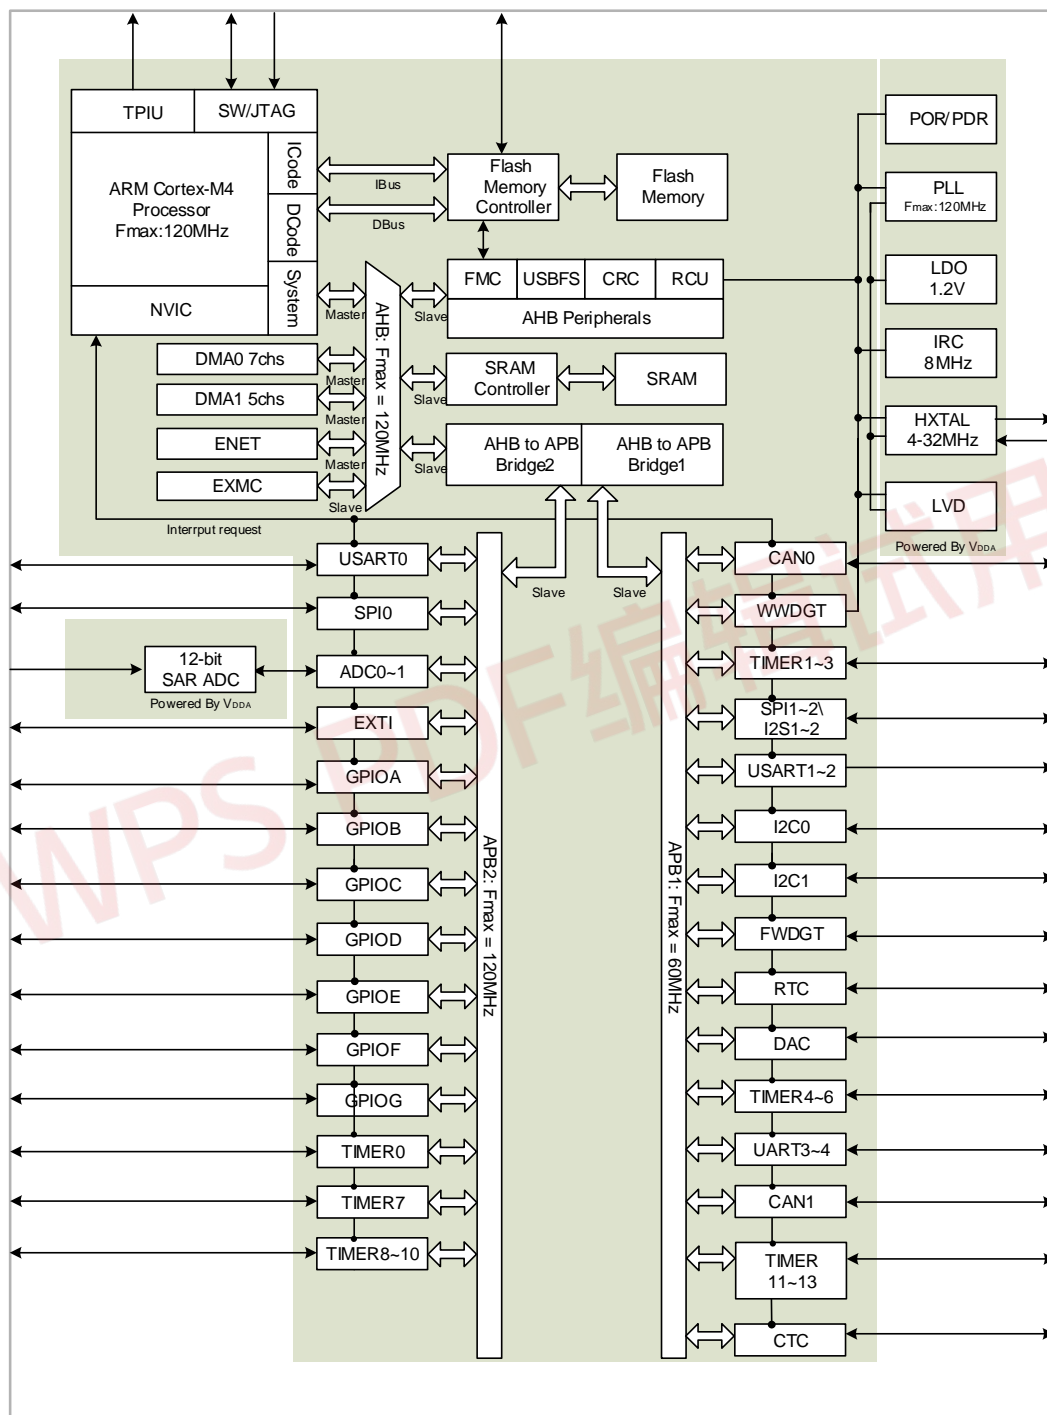 TPIU
SW/JTAG
ARM Cortex-M4
Processor
Fmax:120MHz
ICode
DCode
System
NVIC
IBus
DBus
Flash
Memory
Controller
Flash
Memory
FMC
USBFS
CRC
RCU
AHB Peripherals
Master
Slave
AHB: Fmax = 120MHz
DMA0 7chs
Master
DMA1 5chs
Master
ENET
Master
EXMC
Slave
SRAM
Controller
SRAM
Slave
AHB to APB
Bridge2
AHB to APB
Bridge1
Slave
Interrput request
POR/PDR
PLL
Fmax:120MHz
LDO
1.2V
IRC
8MHz
HXTAL
4-32MHz
LVD
Powered By VDDA
Slave
Slave
USART0
SPI0
12-bit
SAR ADC
Powered By VDDA
ADC0~1
EXTI
GPIOA
GPIOB
GPIOC
GPIOD
GPIOE
GPIOF
GPIOG
TIMER0
TIMER7
TIMER8~10
APB2: Fmax = 120MHz
APB1: Fmax = 60MHz
CAN0
WWDGT
TIMER1~3
SPI1~2\
I2S1~2
USART1~2
I2C0
I2C1
FWDGT
RTC
DAC
TIMER4~6
UART3~4
CAN1
TIMER
11~13
CTC
WPS PDF编辑试用